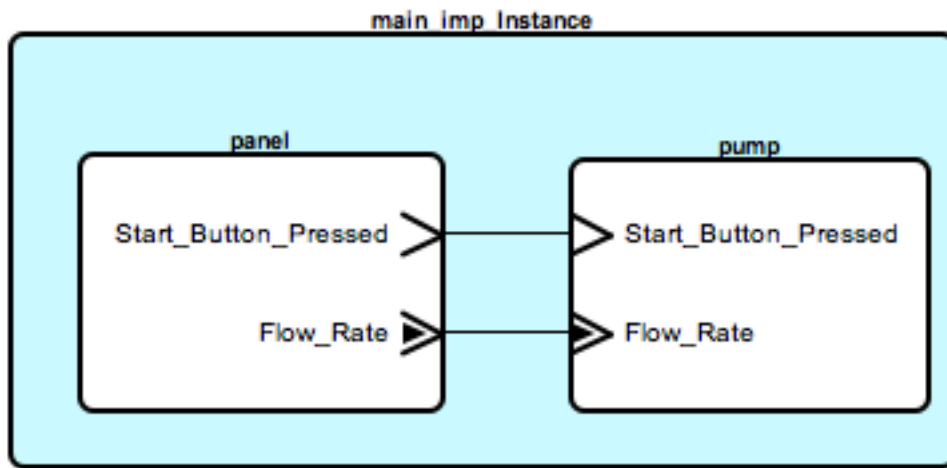 main_imp_Instance
panel
pump
Start_Button_Pressed
Start_Button_Pressed
Flow_Rate
Flow_Rate